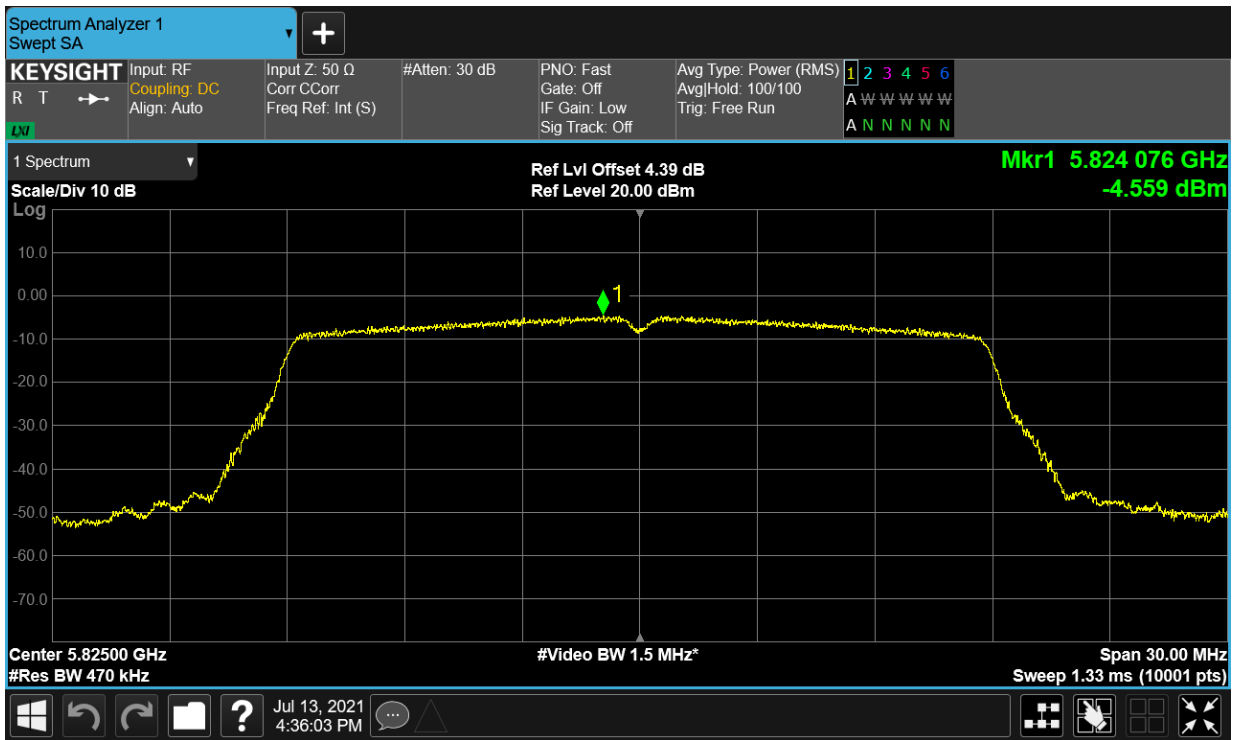 Spectrum Analyzer 1
Swept SA
KEYSIGHT
R T
LXI
Input: RF
Coupling: DC
Align: Auto
Input Z: 50 Ω
Corr CCorr
Freq Ref: Int (S)
#Atten: 30 dB
PNO: Fast
Gate: Off
IF Gain: Low
Sig Track: Off
Avg Type: Power (RMS)
Avg|Hold: 100/100
Trig: Free Run
1 2 3 4 5 6
A W W W W W
A N N N N N
1 Spectrum
Scale/Div 10 dB
Log
Ref Lvl Offset 4.39 dB
Ref Level 20.00 dBm
Mkr1 5.824 076 GHz
-4.559 dBm
10.0
0.00
-10.0
-20.0
-30.0
-40.0
-50.0
-60.0
-70.0
1
Center 5.82500 GHz
#Res BW 470 kHz
#Video BW 1.5 MHz*
Span 30.00 MHz
Sweep 1.33 ms (10001 pts)
?
Jul 13, 2021
4:36:03 PM